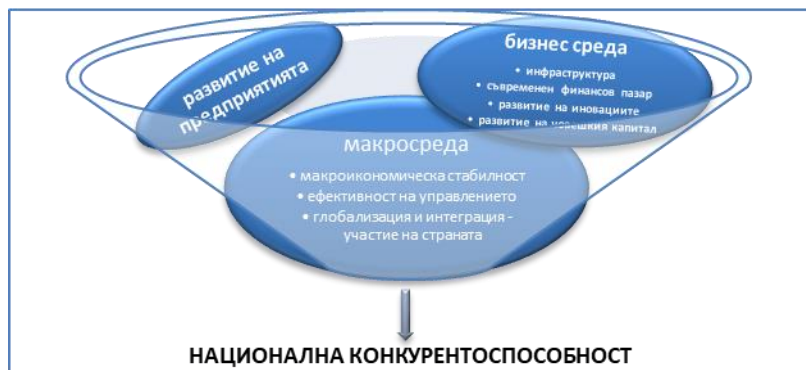 развитие на
предприятията
бизнес среда
• инфраструктура
• съвременен финансов пазар
• развитие на иновациите
• развитие на човешкия капитал
макросреда
• макроикономическа стабилност
• ефективност на управлението
• глобализация и интеграция -
участие на страната
НАЦИОНАЛНА КОНКУРЕНТОСПОСОБНОСТ